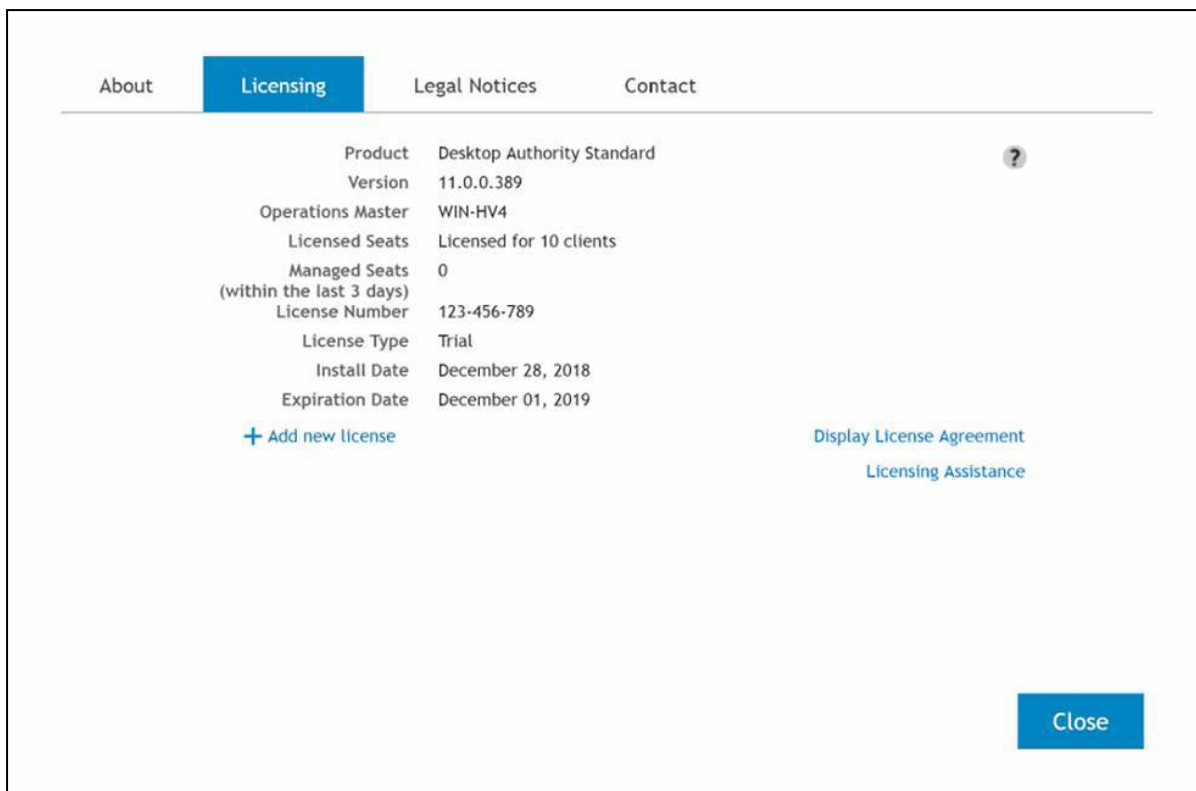 About Licensing Legal Notices Contact
Product Desktop Authority Standard
?
Version 11.0.0.389
Operations Master WIN-HV4
Licensed Seats Licensed for 10 clients
Managed Seats 0
(within the last 3 days)
License Number 123-456-789
License Type Trial
Install Date December 28, 2018
Expiration Date December 01, 2019
+ Add new license Display License Agreement
Licensing Assistance
Close